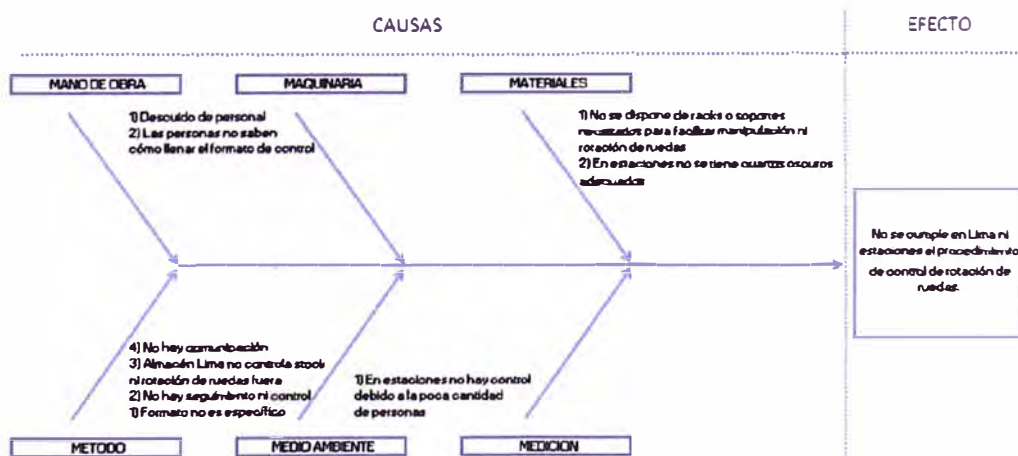 CAUSAS
EFECTO
MANO DE OBRA
MAQUINARIA
MATERIALES
1) Descuido de personal
2) Las personas no saben
cómo llenar el formato de control
1) No se dispone de racks o soportes
necesarios para facilitar manipulación ni
rotación de ruedas
2) En estaciones no se tiene cuartos oscuros
adecuados
No se cumple en Lima ni
estaciones el procedimiento
de control de rotación de
ruedas.
4) No hay comunicación
3) Almacén Lima no controla stock
ni rotación de ruedas fuera
2) No hay seguimiento ni control
1) Formato no es específico
1) En estaciones no hay control
debido a la poca cantidad
de personas
METODO
MEDIO AMBIENTE
MEDICION